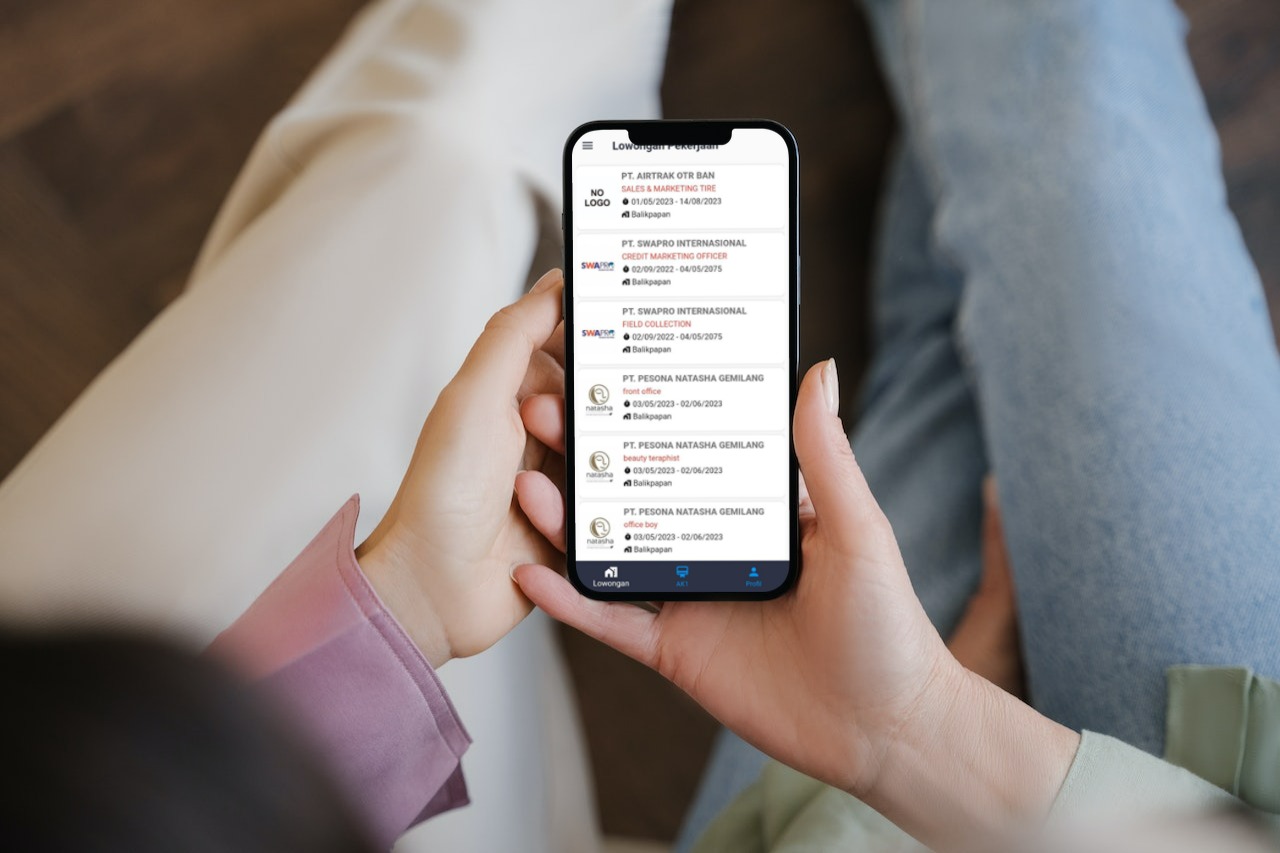 Lowongan Pekerjaan
NO
LOGO
PT. AIRTRAK OTR BAN
SALES & MARKETING TIRE
01/05/2023 - 14/08/2023
Balikpapan
SWAPRO
PT. SWAPRO INTERNASIONAL
CREDIT MARKETING OFFICER
02/09/2022 - 04/05/2075
Balikpapan
SWAPRO
PT. SWAPRO INTERNASIONAL
FIELD COLLECTION
02/09/2022 - 04/05/2075
Balikpapan
natasha
PT. PESONA NATASHA GEMILANG
front office
03/05/2023 - 02/06/2023
Balikpapan
natasha
PT. PESONA NATASHA GEMILANG
beauty teraphist
03/05/2023 - 02/06/2023
Balikpapan
natasha
PT. PESONA NATASHA GEMILANG
office boy
03/05/2023 - 02/06/2023
Balikpapan
Lowongan AK1 Profil